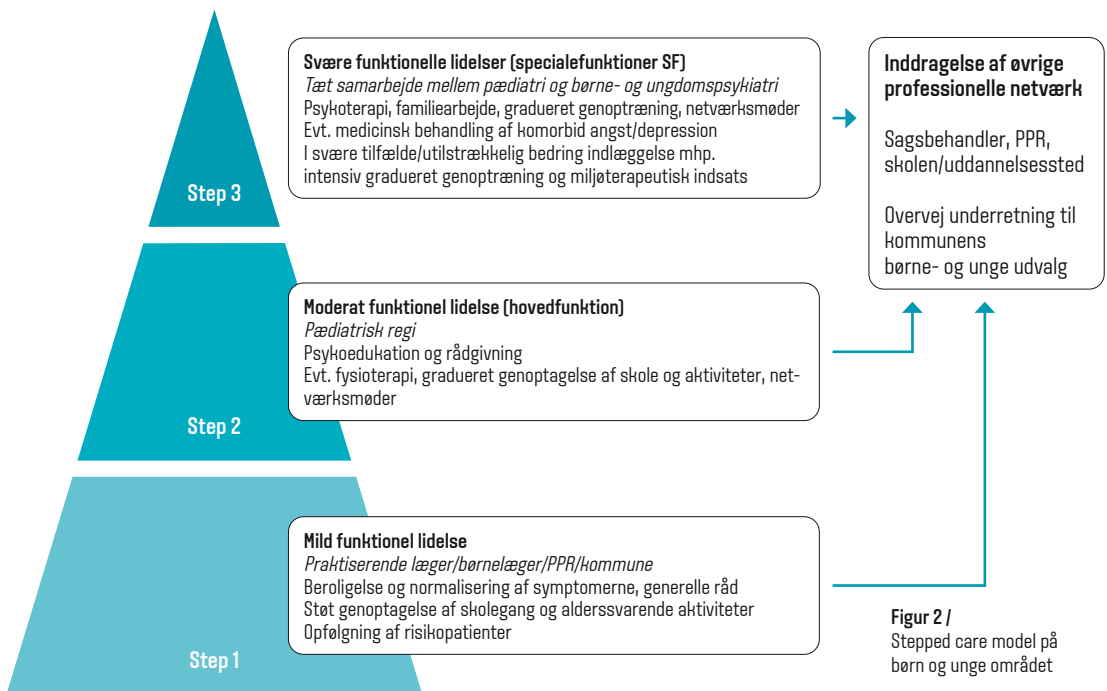 Step 3
Svære funktionelle lidelser (specialefunktioner SF)
Tæt samarbejde mellem pædiatri og børne- og ungdomspsykiatri
Psykoterapi, familiearbejde, gradueret genoptræning, netværksmøder
Evt. medicinsk behandling af komorbid angst/depression
I svære tilfælde/utilstrækkelig bedring indlæggelse mhp.
intensiv gradueret genoptræning og miljøterapeutisk indsats
Inddragelse af øvrige
professionelle netværk
Sagsbehandler, PPR,
skolen/uddannelsessted
Overvej underretning til
kommunens
børne- og unge udvalg
Step 2
Moderat funktionel lidelse (hovedfunktion)
Pædiatrisk regi
Psykoedukation og rådgivning
Evt. fysioterapi, gradueret genoptagelse af skole og aktiviteter, net-
værksmøder
Step 1
Mild funktionel lidelse
Praktiserende læger/børnelæger/PPR/kommune
Beroligelse og normalisering af symptomerne, generelle råd
Støt genoptagelse af skolegang og alderssvarende aktiviteter
Opfølgning af risikopatienter
Figur 2 /
Stepped care model på
børn og unge området